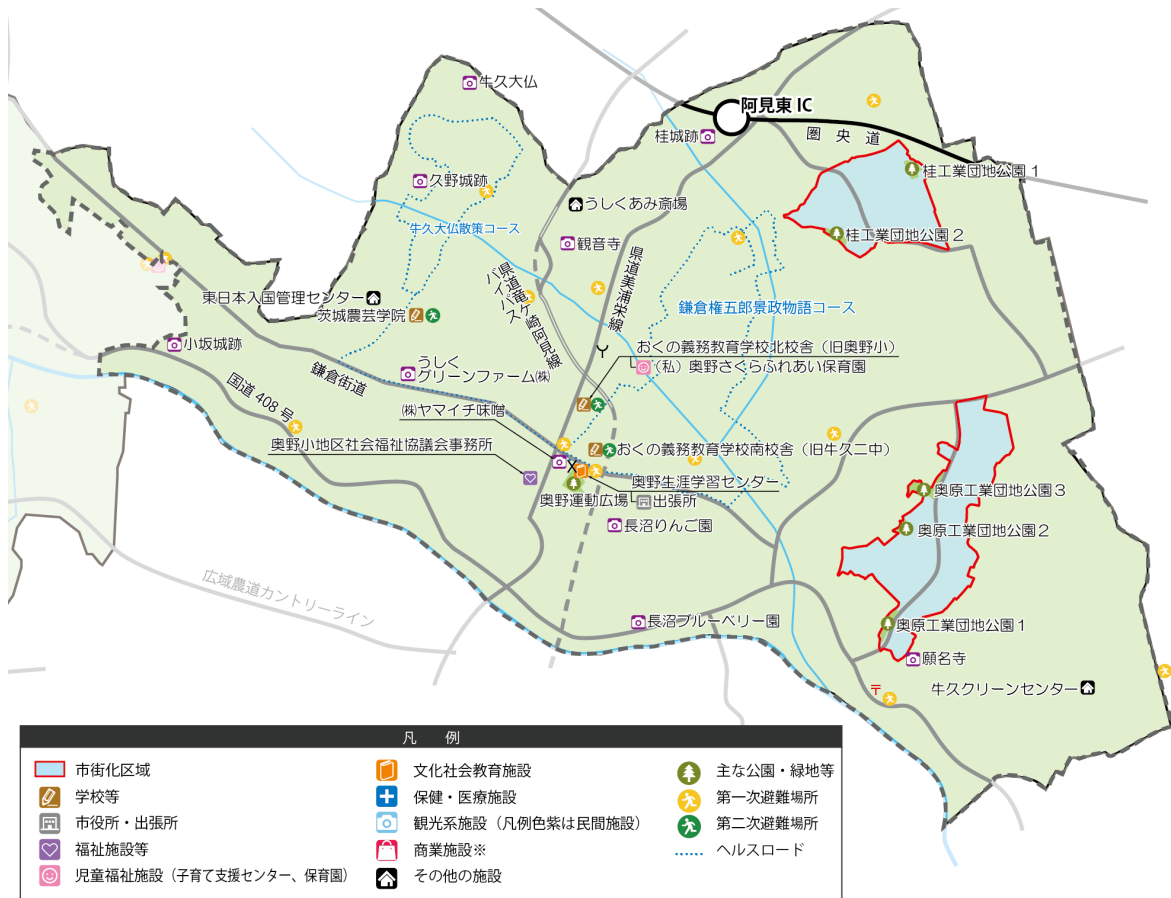 牛久大仏
阿見東 IC
桂城跡
圏央道
桂工業団地公園 1
久野城跡
うしくあみ斎場
牛久大仏散策コース
桂工業団地公園 2
観音寺
県道美浦栄線
県道竜ケ崎阿見線
バイパス
東日本入国管理センター
鎌倉権五郎景政物語コース
茨城農芸学院
小坂城跡
おくの義務教育学校北校舎（旧奥野小）
（私）奥野さくらふれあい保育園
うしく
グリーンファーム㈱
鎌倉街道
国道 408 号
㈱ヤマイチ味噌
奥野小地区社会福祉協議会事務所
おくの義務教育学校南校舎（旧牛久二中）
奥野生涯学習センター
奥野運動広場
出張所
奥原工業団地公園3
長沼りんご園
奥原工業団地公園2
広域農道カントリーライン
長沼ブルーベリー園
奥原工業団地公園1
願名寺
牛久クリーンセンター
〒
凡 例
市街化区域
学校等
市役所・出張所
福祉施設等
児童福祉施設（子育て支援センター、保育園）
文化社会教育施設
保健・医療施設
観光系施設（凡例色紫は民間施設）
商業施設※
その他の施設
主な公園・緑地等
第一次避難場所
第二次避難場所
ヘルスロード